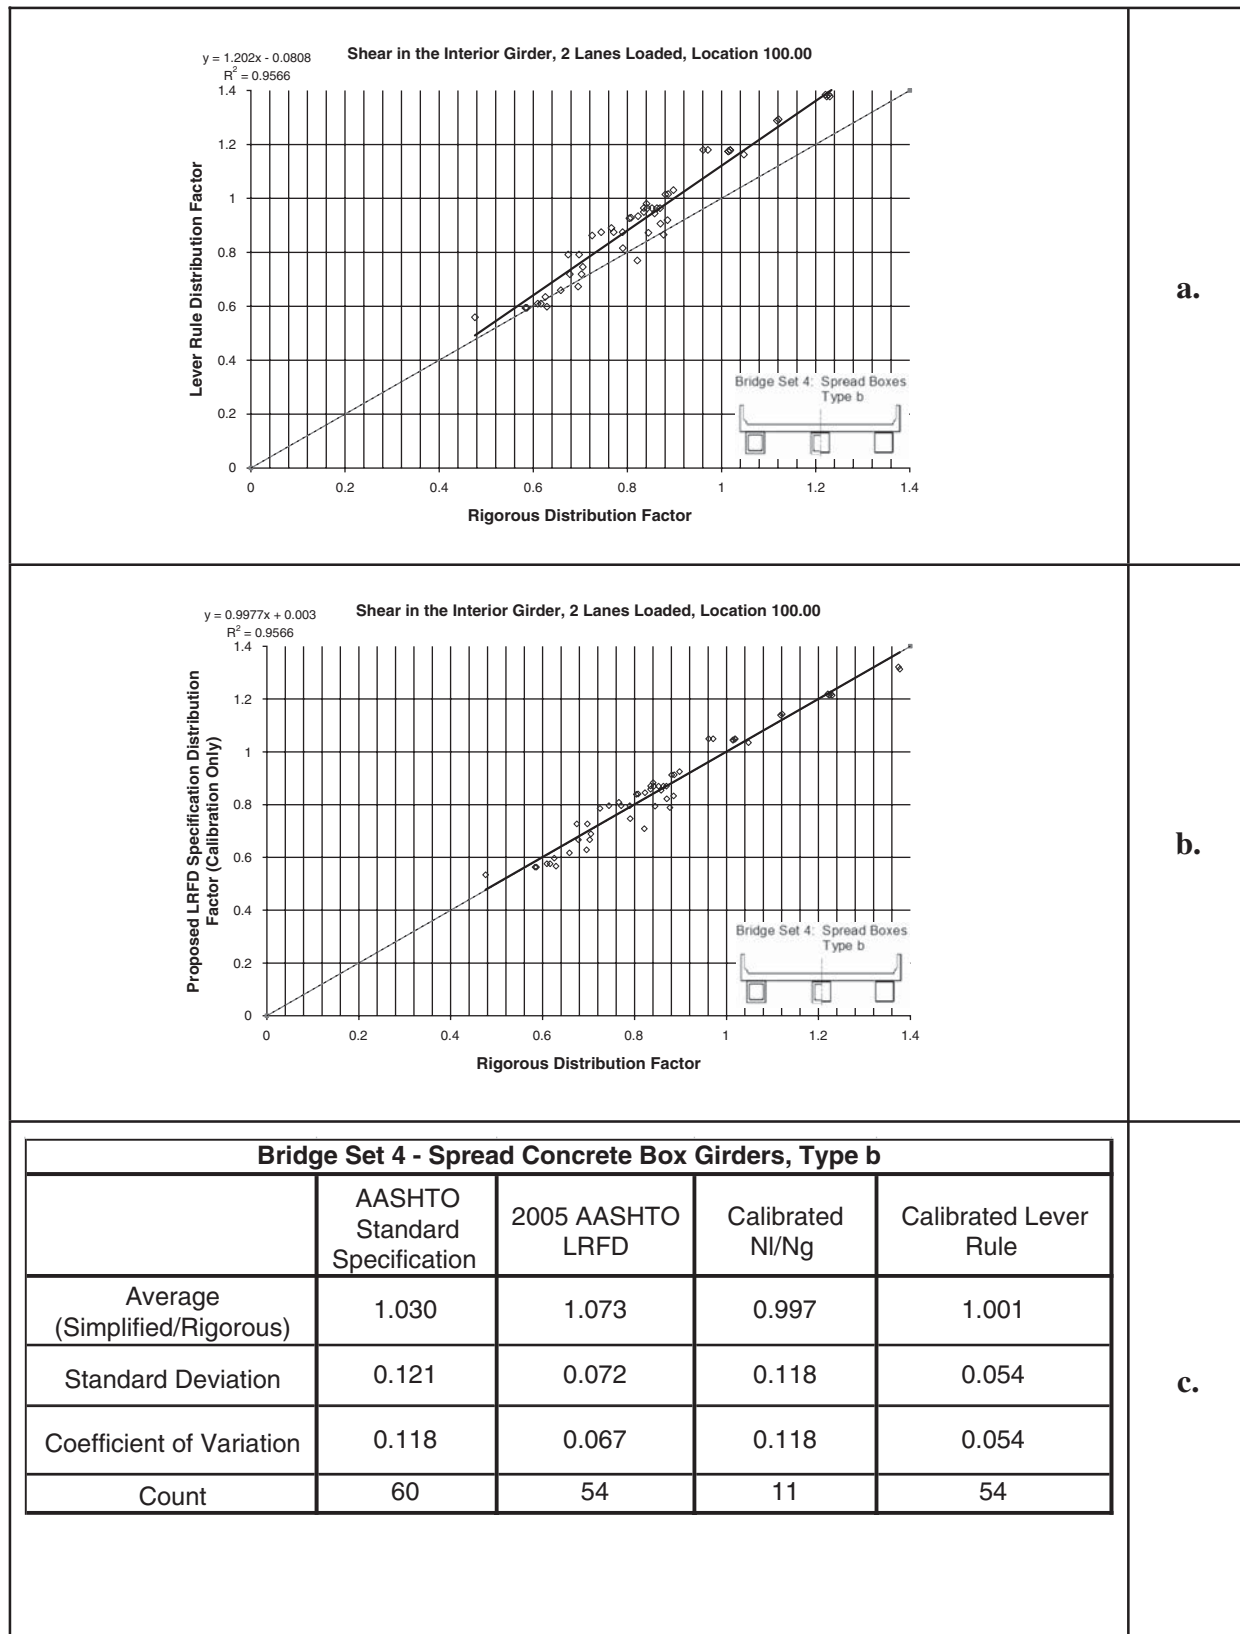 y = 1.202x - 0.0808
R² = 0.9566
Shear in the Interior Girder, 2 Lanes Loaded, Location 100.00
Lever Rule Distribution Factor
1.4
1.2
1
0.8
0.6
0.4
0.2
0
0 0.2 0.4 0.6 0.8 1 1.2 1.4
Rigorous Distribution Factor
Bridge Set 4: Spread Boxes
Type b
a.
y = 0.9977x + 0.003
R² = 0.9566
Shear in the Interior Girder, 2 Lanes Loaded, Location 100.00
Proposed LRFD Specification Distribution
Factor (Calibration Only)
1.4
1.2
1
0.8
0.6
0.4
0.2
0
0 0.2 0.4 0.6 0.8 1 1.2 1.4
Rigorous Distribution Factor
Bridge Set 4: Spread Boxes
Type b
b.
Bridge Set 4 - Spread Concrete Box Girders, Type b
AASHTO
Standard
Specification
2005 AASHTO
LRFD
Calibrated
Nl/Ng
Calibrated Lever
Rule
Average
(Simplified/Rigorous)
1.030 1.073 0.997 1.001
Standard Deviation 0.121 0.072 0.118 0.054
Coefficient of Variation 0.118 0.067 0.118 0.054
Count 60 54 11 54
c.